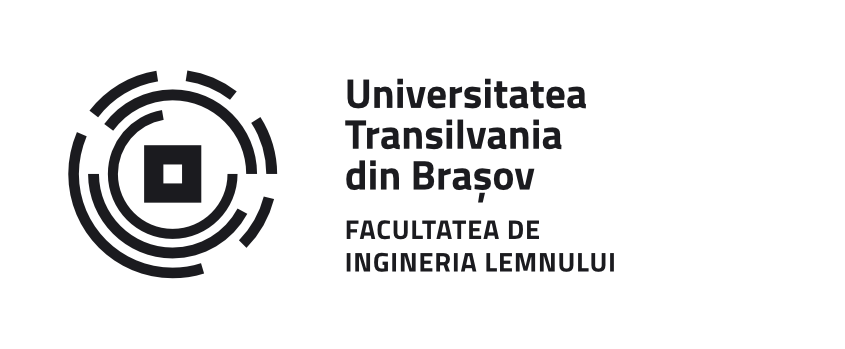 Universitatea
Transilvania
din Brașov
FACULTATEA DE
INGINERIA LEMNULUI